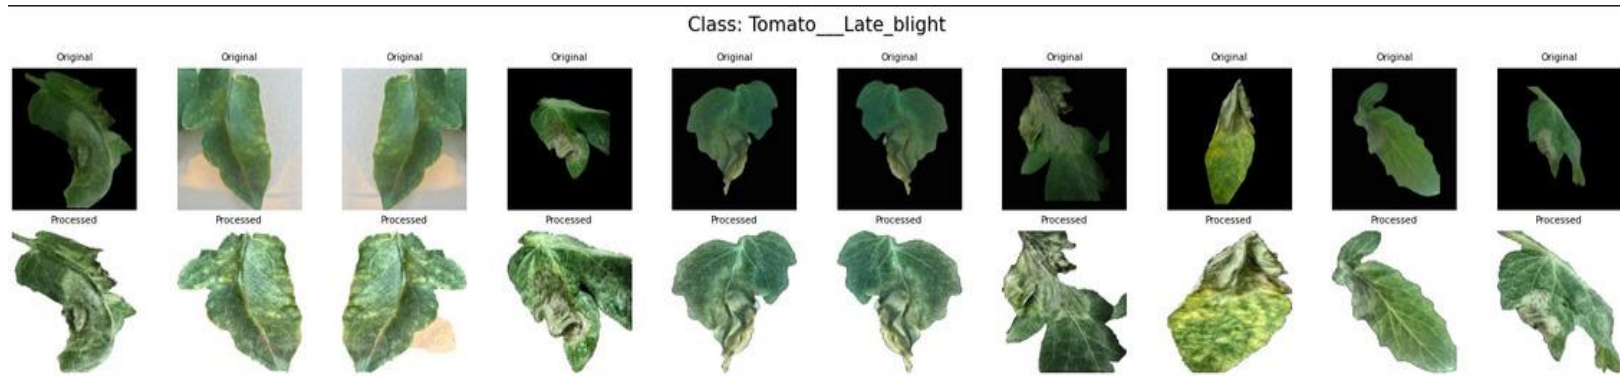 Class: Tomato___Late_blight
Original Original Original Original Original Original Original Original Original Original
Processed Processed Processed Processed Processed Processed Processed Processed Processed Processed